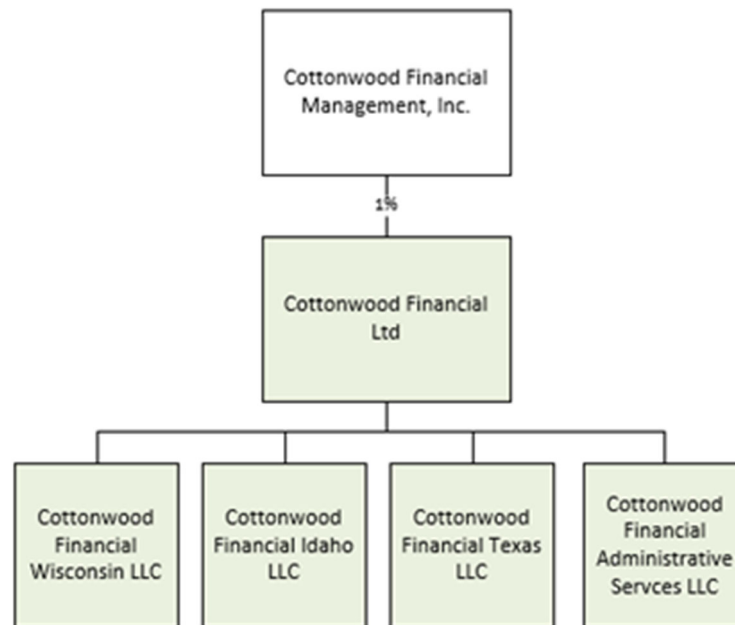 Cottonwood Financial
Management, Inc.
1%
Cottonwood Financial
Ltd
Cottonwood
Financial
Wisconsin LLC
Cottonwood
Financial Idaho
LLC
Cottonwood
Financial Texas
LLC
Cottonwood
Financial
Administrative
Servces LLC